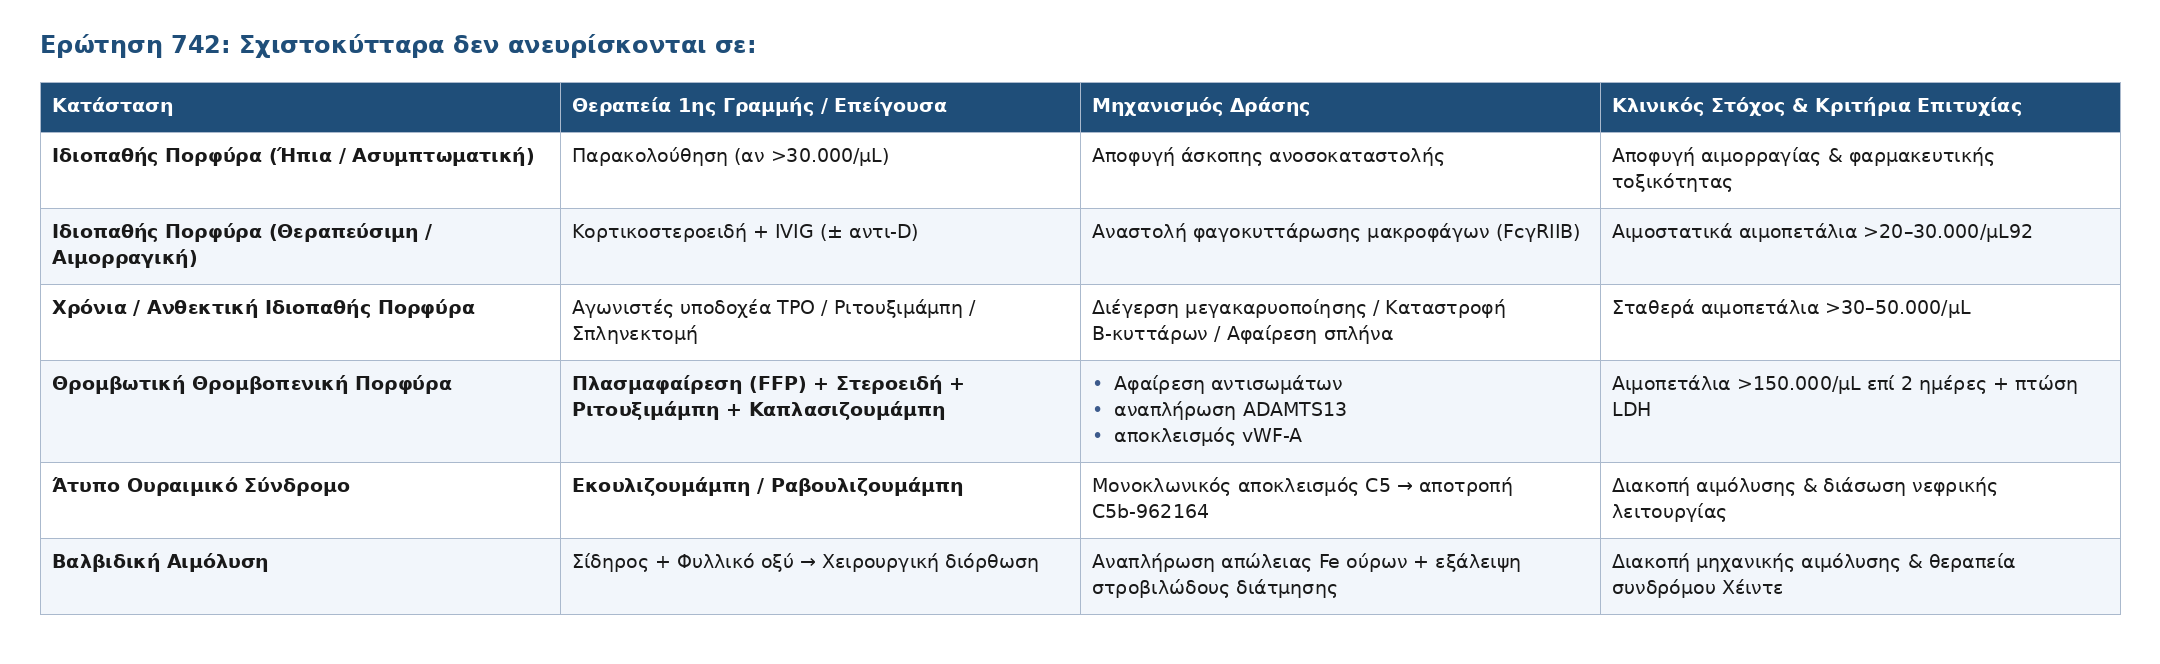 Ερώτηση 742: Σχιστοκύτταρα δεν ανευρίσκονται σε:
Κατάσταση
Θεραπεία 1ης Γραμμής / Επείγουσα
Μηχανισμός Δράσης
Κλινικός Στόχος & Κριτήρια Επιτυχίας
Ιδιοπαθής Πορφύρα (Ήπια / Ασυμπτωματική)
Παρακολούθηση (αν >30.000/μL)
Αποφυγή άσκοπης ανοσοκαταστολής
Αποφυγή αιμορραγίας & φαρμακευτικής
τοξικότητας
Ιδιοπαθής Πορφύρα (Θεραπεύσιμη /
Αιμορραγική)
Κορτικοστεροειδή + IVIG (± αντι-D)
Αναστολή φαγοκυττάρωσης μακροφάγων (FcγRIIB)
Αιμοστατικά αιμοπετάλια >20–30.000/μL92
Χρόνια / Ανθεκτική Ιδιοπαθής Πορφύρα
Αγωνιστές υποδοχέα TPO / Ριτουξιμάμπη /
Σπληνεκτομή
Διέγερση μεγακαρυοποίησης / Καταστροφή
Β-κυττάρων / Αφαίρεση σπλήνα
Σταθερά αιμοπετάλια >30–50.000/μL
Θρομβωτική Θρομβοπενική Πορφύρα
Πλασμαφαίρεση (FFP) + Στεροειδή +
Ριτουξιμάμπη + Καπλασιζουμάμπη
• Αφαίρεση αντισωμάτων
• αναπλήρωση ADAMTS13
• αποκλεισμός vWF-A
Αιμοπετάλια >150.000/μL επί 2 ημέρες + πτώση
LDH
Άτυπο Ουραιμικό Σύνδρομο
Εκουλιζουμάμπη / Ραβουλιζουμάμπη
Μονοκλωνικός αποκλεισμός C5 → αποτροπή
C5b-962164
Διακοπή αιμόλυσης & διάσωση νεφρικής
λειτουργίας
Βαλβιδική Αιμόλυση
Σίδηρος + Φυλλικό οξύ → Χειρουργική διόρθωση
Αναπλήρωση απώλειας Fe ούρων + εξάλειψη
στροβιλώδους διάτμησης
Διακοπή μηχανικής αιμόλυσης & θεραπεία
συνδρόμου Χέιντε